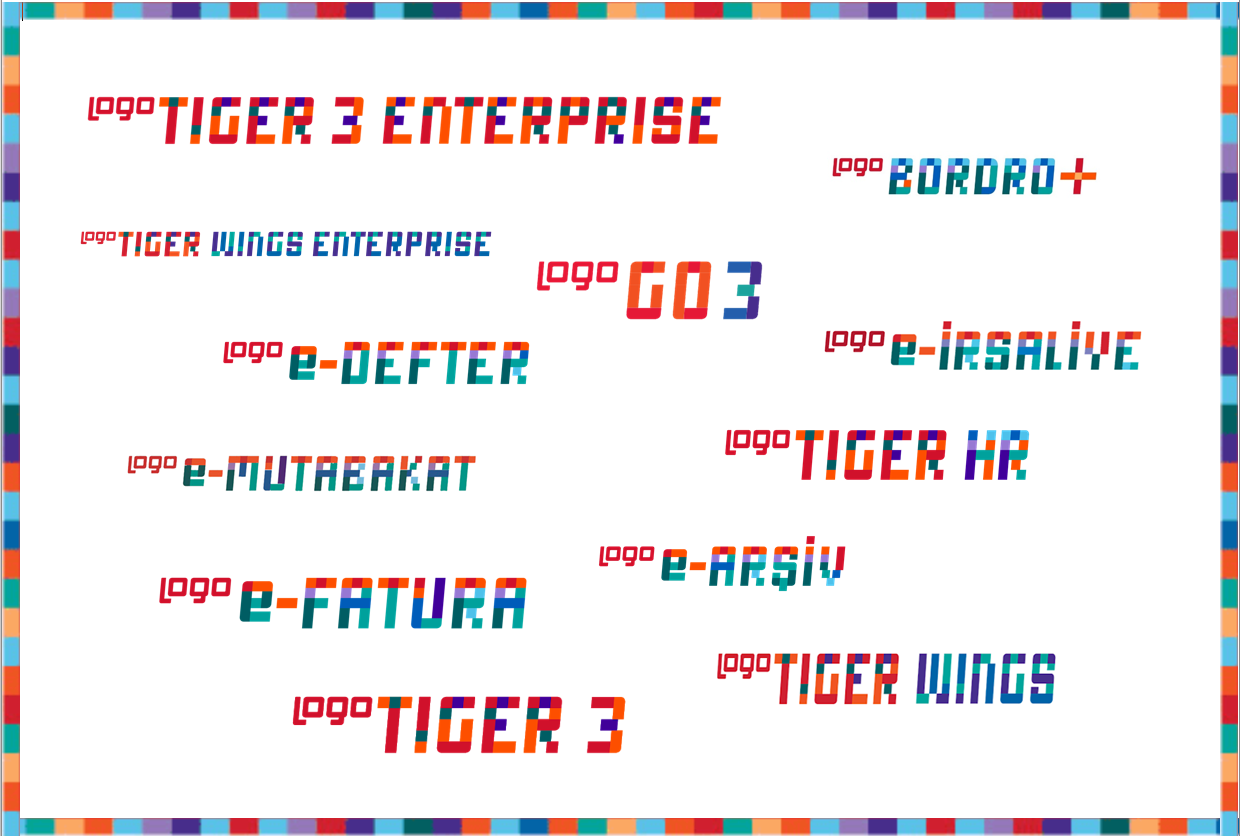 logo TIGER 3 ENTERPRISE
logo BORDRO+
logo TIGER WINGS ENTERPRISE
logo GO 3
logo e-DEFTER
logo e-İRSALİYE
logo TIGER HR
logo e-MUTABAKAT
logo e-ARŞİV
logo e-FATURA
logo TIGER WINGS
logo TIGER 3